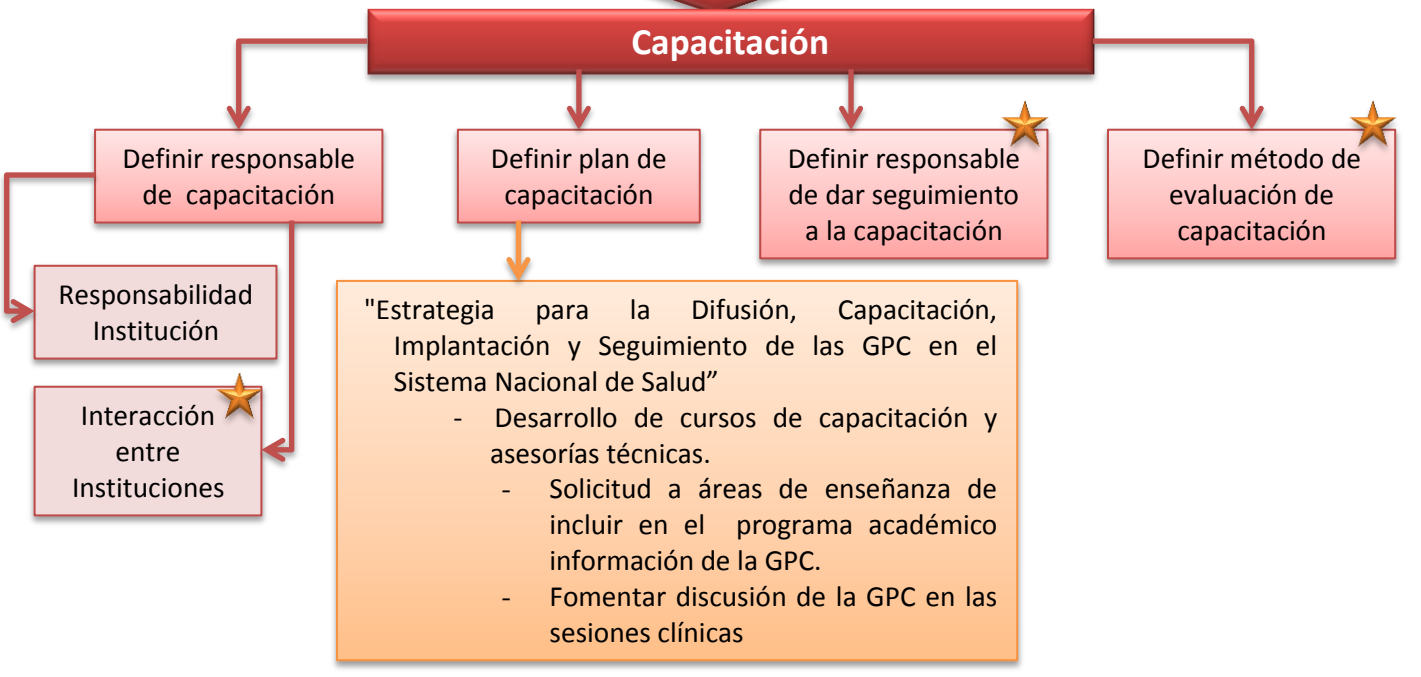 Capacitación
Definir responsable
de capacitación
Definir plan de
capacitación
Definir responsable
de dar seguimiento
a la capacitación
Definir método de
evaluación de
capacitación
Responsabilidad
Institución
Interacción
entre
Instituciones
"Estrategia para la Difusión, Capacitación,
Implantación y Seguimiento de las GPC en el
Sistema Nacional de Salud”
- Desarrollo de cursos de capacitación y
asesorías técnicas.
- Solicitud a áreas de enseñanza de
incluir en el programa académico
información de la GPC.
- Fomentar discusión de la GPC en las
sesiones clínicas